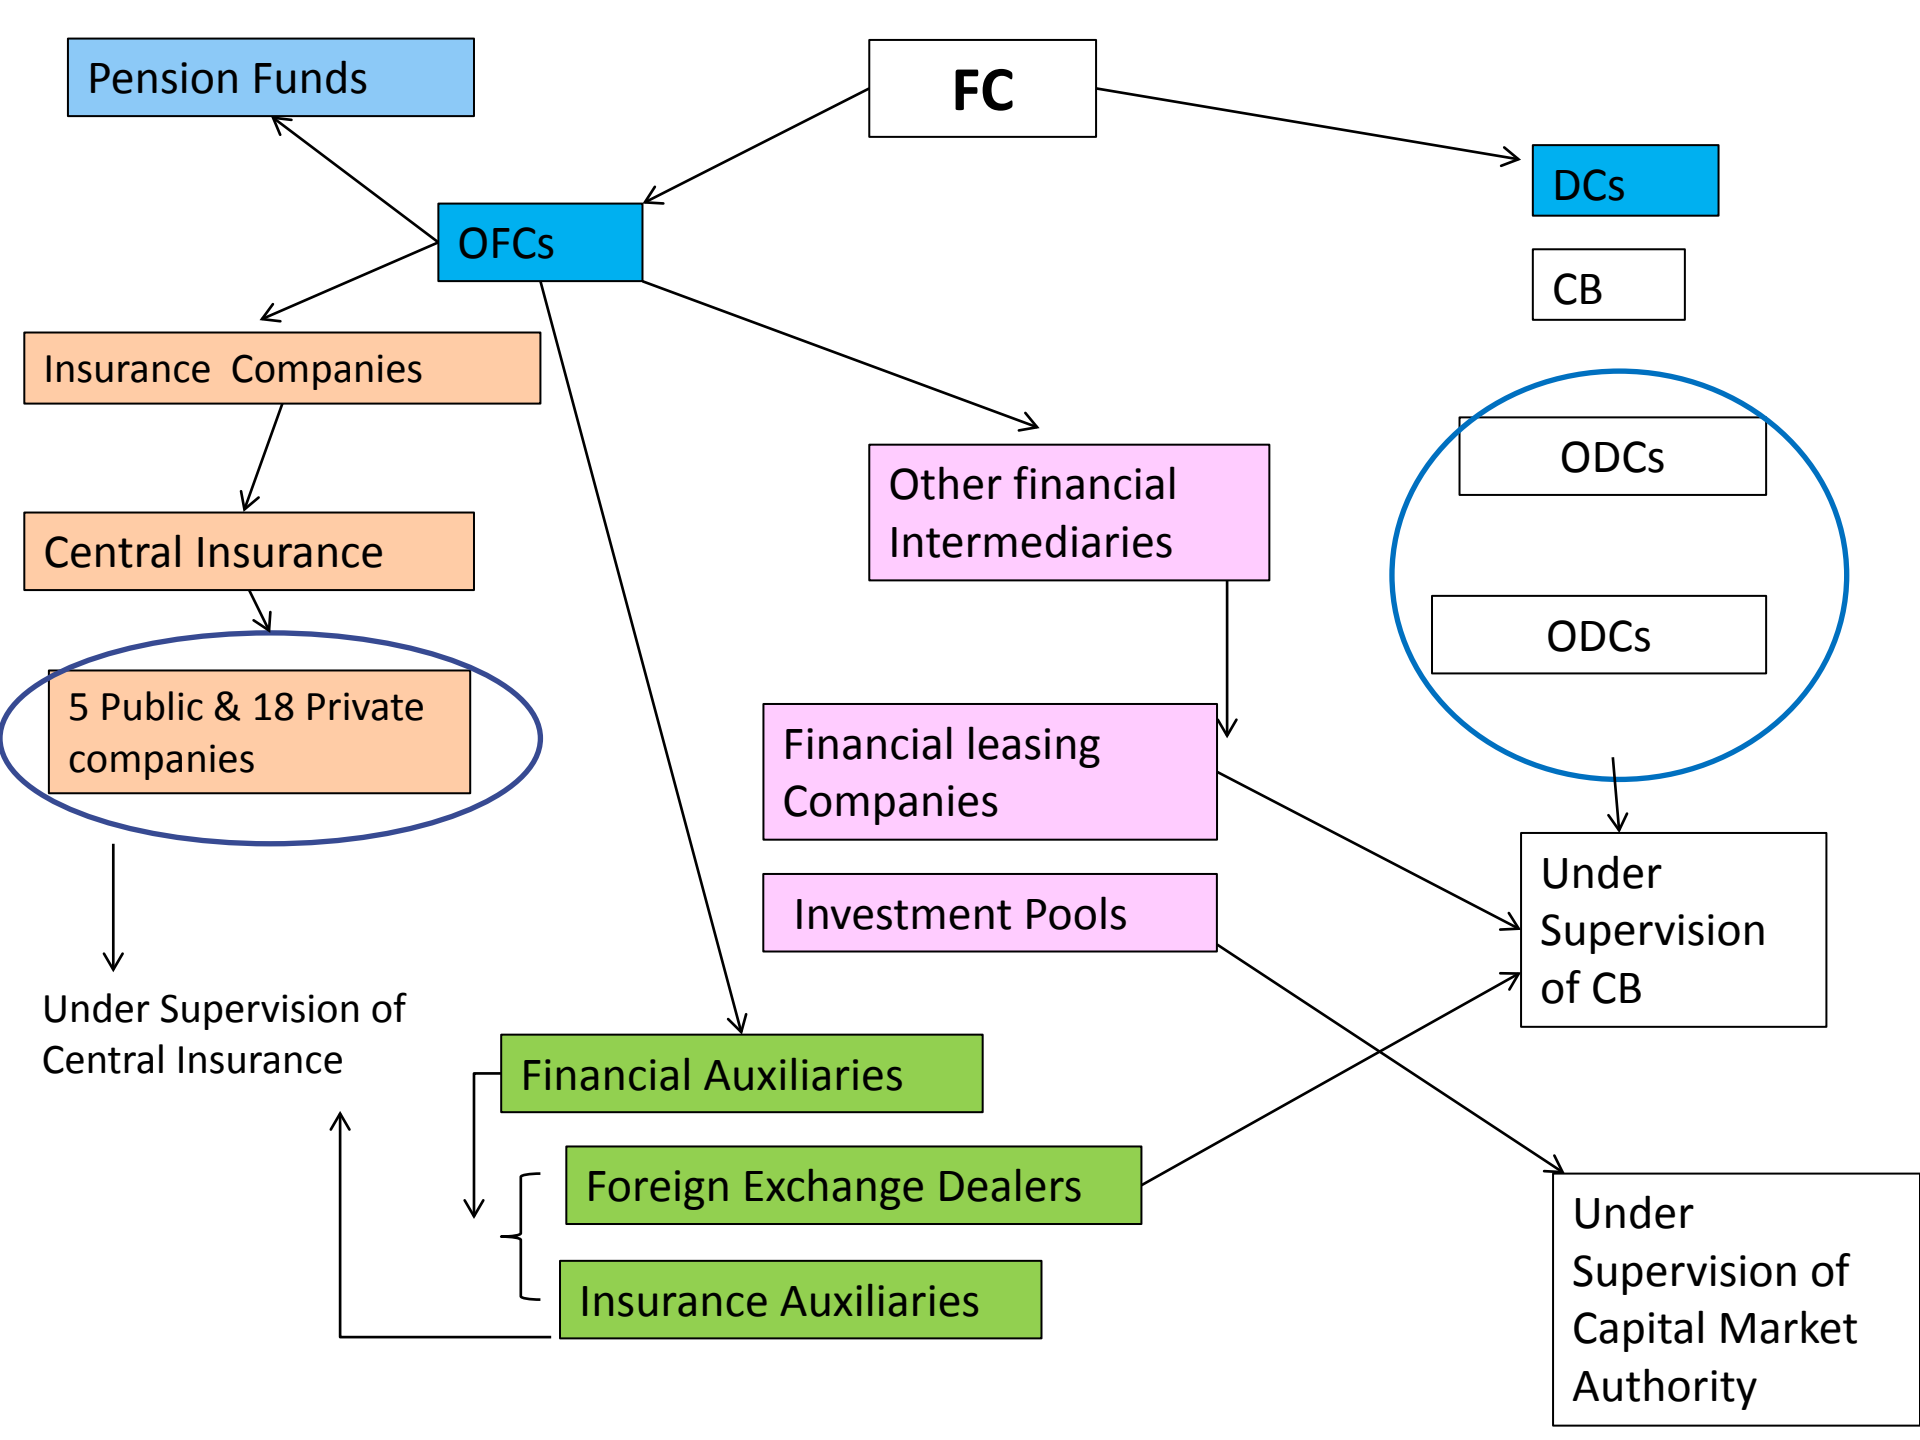 Pension Funds
FC
DCs
OFCs
CB
Insurance  Companies
ODCs
Other financial
Intermediaries
Central Insurance
ODCs
5 Public & 18 Private
companies
Financial leasing
Companies
Under
Supervision
of CB
Investment Pools
Under Supervision of
Central Insurance
Financial Auxiliaries
Foreign Exchange Dealers
Insurance Auxiliaries
Under
Supervision of
Capital Market
Authority